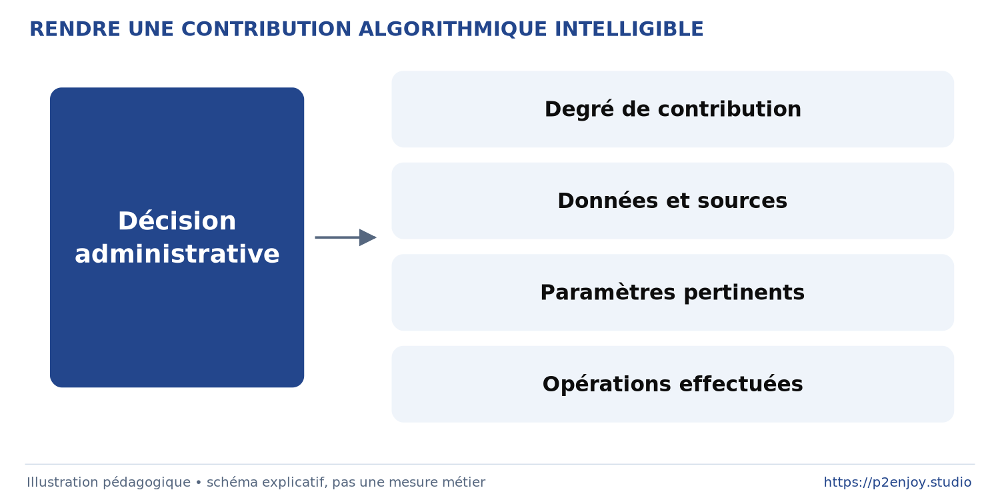 RENDRE UNE CONTRIBUTION ALGORITHMIQUE INTELLIGIBLE
Décision
administrative
Degré de contribution
Données et sources
Paramètres pertinents
Opérations effectuées
Illustration pédagogique • schéma explicatif, pas une mesure métier
https://p2enjoy.studio